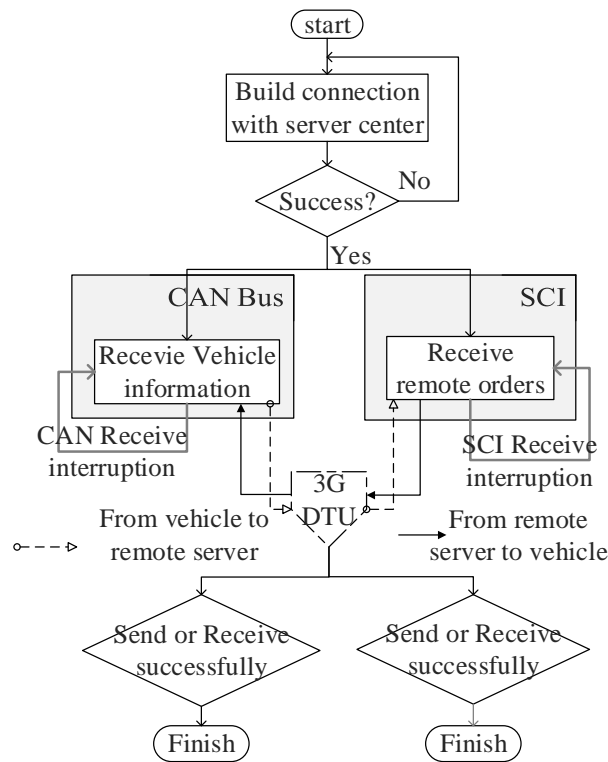 start
Build connection
with server center
Success?
No
Yes
CAN Bus
SCI
Recevie Vehicle
information
Receive
remote orders
CAN Receive
interruption
SCI Receive
interruption
3G
DTU
From vehicle to
remote server
From remote
server to vehicle
Send or Receive
successfully
Send or Receive
successfully
Finish
Finish